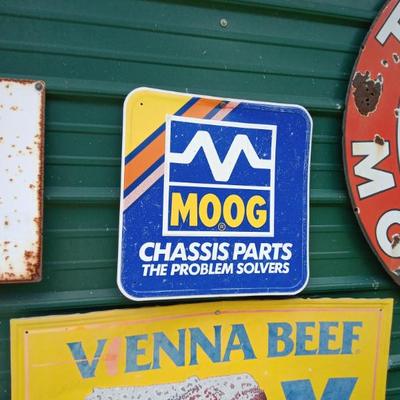 MOOG
CHASSIS PARTS
THE PROBLEM SOLVERS
VIENNA BEEF